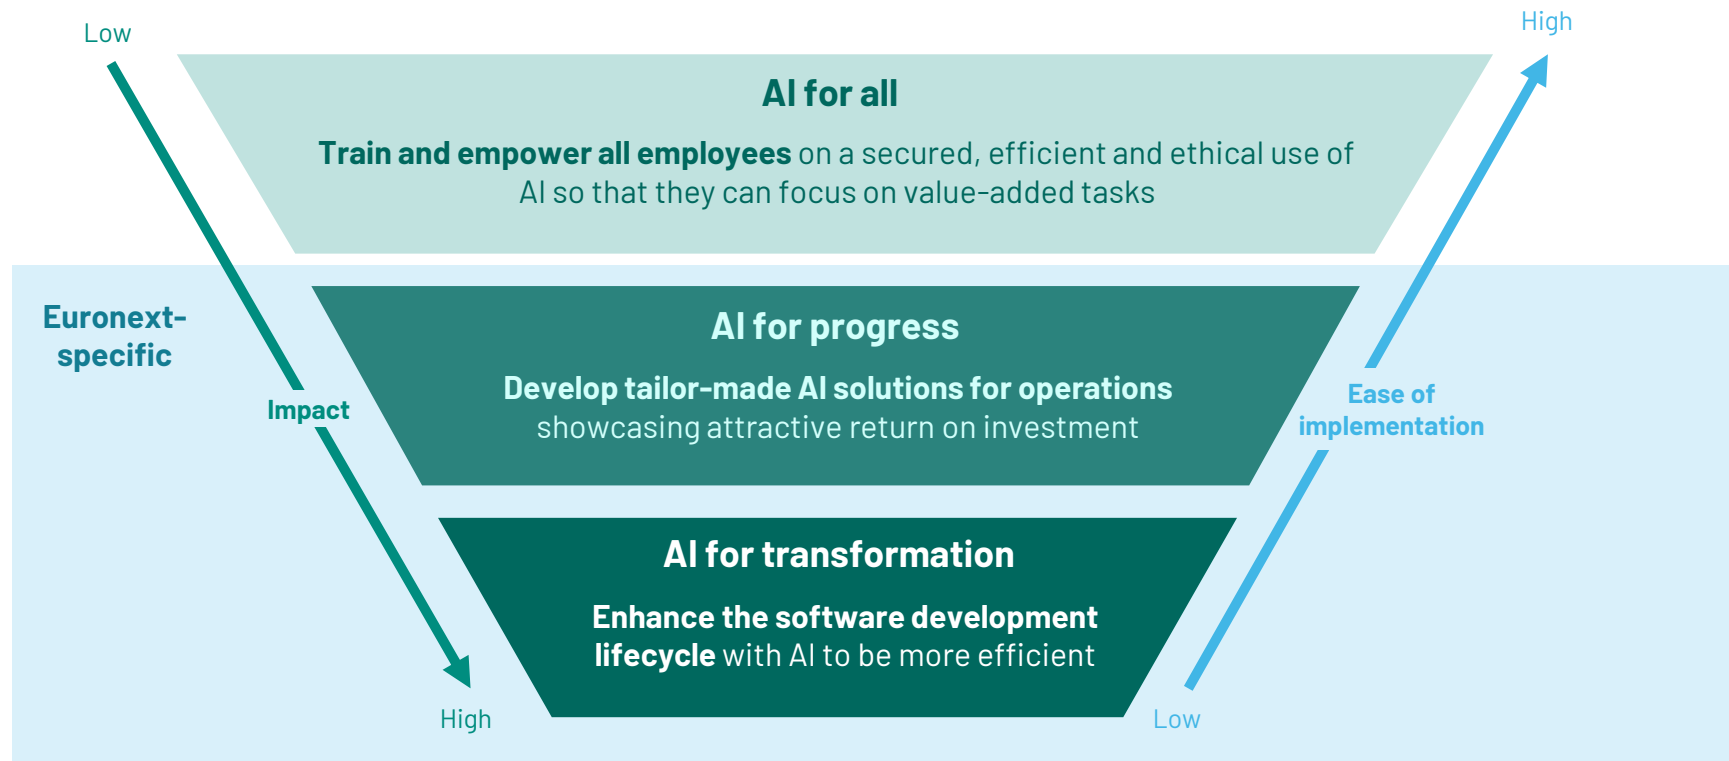 Low
High
AI for all
Train and empower all employees on a secured, efficient and ethical use of
AI so that they can focus on value-added tasks
Euronext-
specific
AI for progress
Develop tailor-made AI solutions for operations
showcasing attractive return on investment
Impact
Ease of
implementation
AI for transformation
Enhance the software development
lifecycle with AI to be more efficient
High
Low